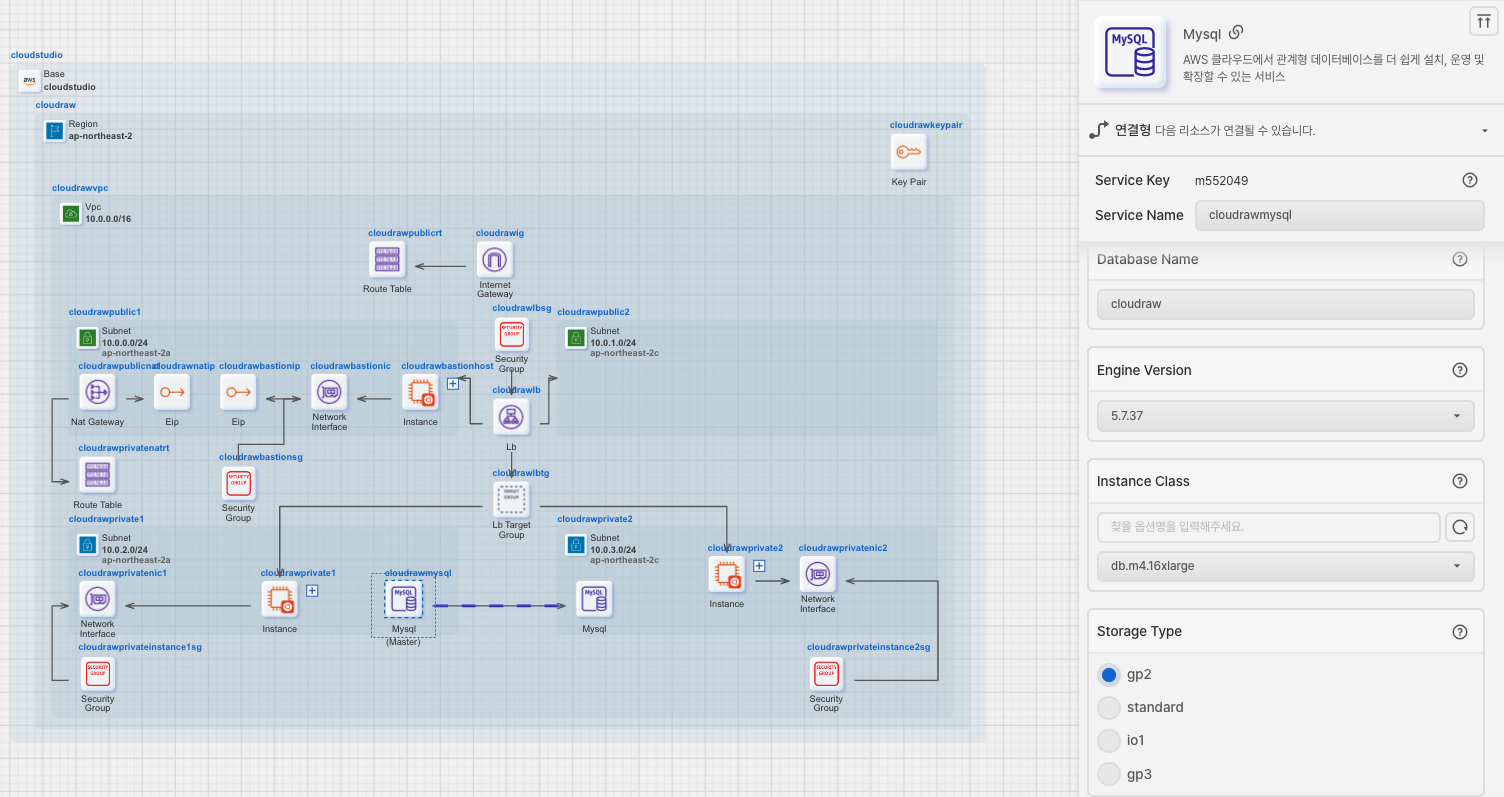 cloudstudio
aws
Base
cloudstudio
cloudraw
Region
ap-northeast-2
cloudrawkeypair
Key Pair
cloudrawvpc
Vpc
10.0.0.0/16
cloudrawpublicrt
Route Table
cloudrawig
Internet
Gateway
cloudrawpublic1
Subnet
10.0.0.0/24
ap-northeast-2a
cloudrawlbsg
SECURITY
GROUP
Security
Group
cloudrawpublic2
Subnet
10.0.1.0/24
ap-northeast-2c
cloudrawnatip
Nat Gateway
Eip
cloudrawbastionip
Eip
cloudrawbastionic
Network
Interface
cloudrawbastionhost
Instance
cloudrawlb
Lb
cloudrawprivatenatrt
Route Table
cloudrawbastionsg
SECURITY
GROUP
Security
Group
cloudrawlbtg
TARGET
GROUP
Lb Target
Group
cloudrawprivate1
Subnet
10.0.2.0/24
ap-northeast-2a
cloudrawprivate2
Subnet
10.0.3.0/24
ap-northeast-2c
cloudrawprivatenic1
Network
Interface
cloudrawprivate1
Instance
cloudrawmysql
MySQL
Mysql
(Master)
MySQL
Mysql
cloudrawprivate2
Instance
cloudrawprivatenic2
Network
Interface
cloudrawprivateinstance1sg
SECURITY
GROUP
Security
Group
cloudrawprivateinstance2sg
SECURITY
GROUP
Security
Group
MySQL
Mysql
AWS 클라우드에서 관계형 데이터베이스를 더 쉽게 설치, 운영 및
확장할 수 있는 서비스
연결형 다음 리소스가 연결될 수 있습니다.
Service Key m552049
Service Name cloudrawmysql
Database Name
cloudraw
Engine Version
5.7.37
Instance Class
찾을 옵션명을 입력해주세요.
db.m4.16xlarge
Storage Type
gp2
standard
io1
gp3